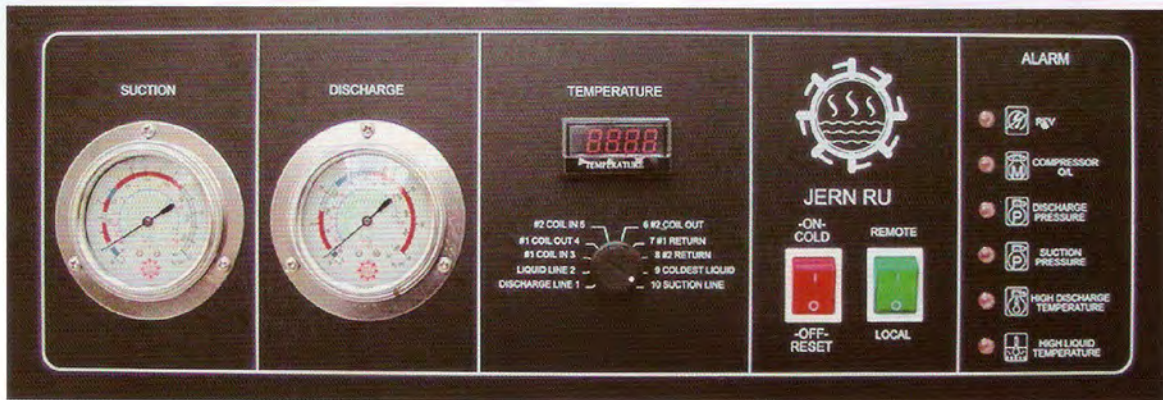 SUCTION
DISCHARGE
TEMPERATURE
8888
TEMPERATURE
#2 COIL IN 5
#1 COIL OUT 4
#1 COIL IN 3
LIQUID LINE 2
DISCHARGE LINE 1
6 #2 COIL OUT
7 #1 RETURN
8 #2 RETURN
9 COLDEST LIQUID
10 SUCTION LINE
JERN RU
-ON-
COLD
-OFF-
RESET
REMOTE
LOCAL
ALARM
COMPRESSOR
O/L
DISCHARGE
PRESSURE
SUCTION
PRESSURE
HIGH DISCHARGE
TEMPERATURE
HIGH LIQUID
TEMPERATURE